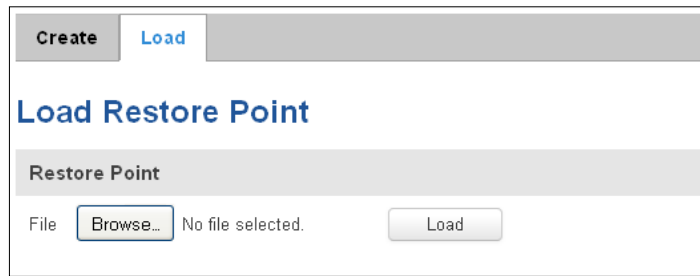 Create Load
Load Restore Point
Restore Point
File Browse... No file selected. Load